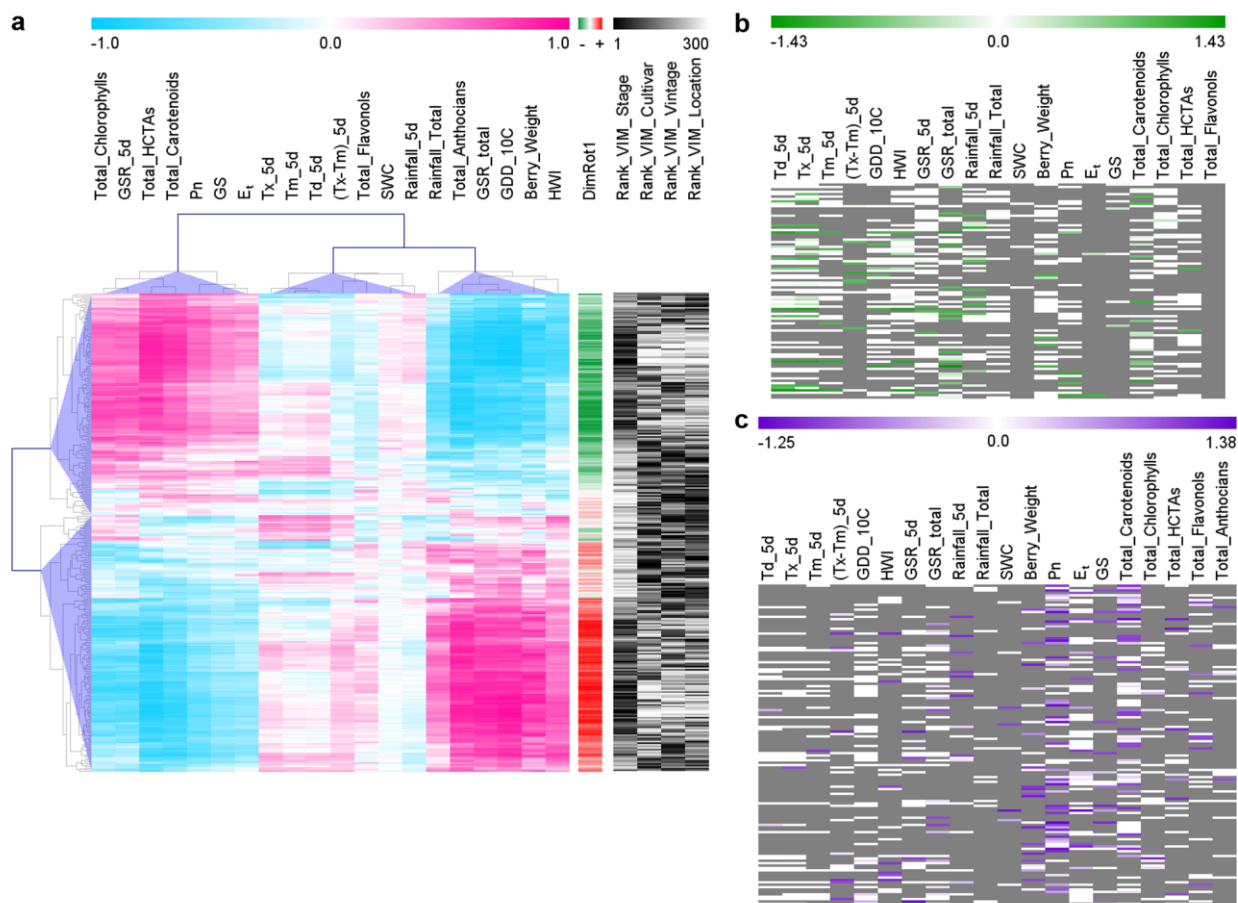 a
-1.0 0.0 1.0
- +
1 300
Total_Chlorophylls
GSR_5d
Total_HCTAs
Total_Carotenoids
Pn
GS
Et
Tx_5d
Tm_5d
Td_5d
(Tx-Tm)_5d
Total_Flavonols
SWC
Rainfall_5d
Rainfall_Total
Total_Anthocians
GSR_total
GDD_10C
Berry_Weight
HWI
DimRot1
Rank_VIM_Stage
Rank_VIM_Cultivar
Rank_VIM_Vintage
Rank_VIM_Location
b
-1.43 0.0 1.43
Td_5d
Tx_5d
Tm_5d
(Tx-Tm)_5d
GDD_10C
HWI
GSR_5d
GSR_total
Rainfall_5d
Rainfall_Total
SWC
Berry_Weight
Pn
Et
GS
Total_Carotenoids
Total_Chlorophylls
Total_HCTAs
Total_Flavonols
c
-1.25 0.0 1.38
Td_5d
Tx_5d
Tm_5d
(Tx-Tm)_5d
GDD_10C
HWI
GSR_5d
GSR_total
Rainfall_5d
Rainfall_Total
SWC
Berry_Weight
Pn
Et
GS
Total_Carotenoids
Total_Chlorophylls
Total_HCTAs
Total_Flavonols
Total_Anthocians